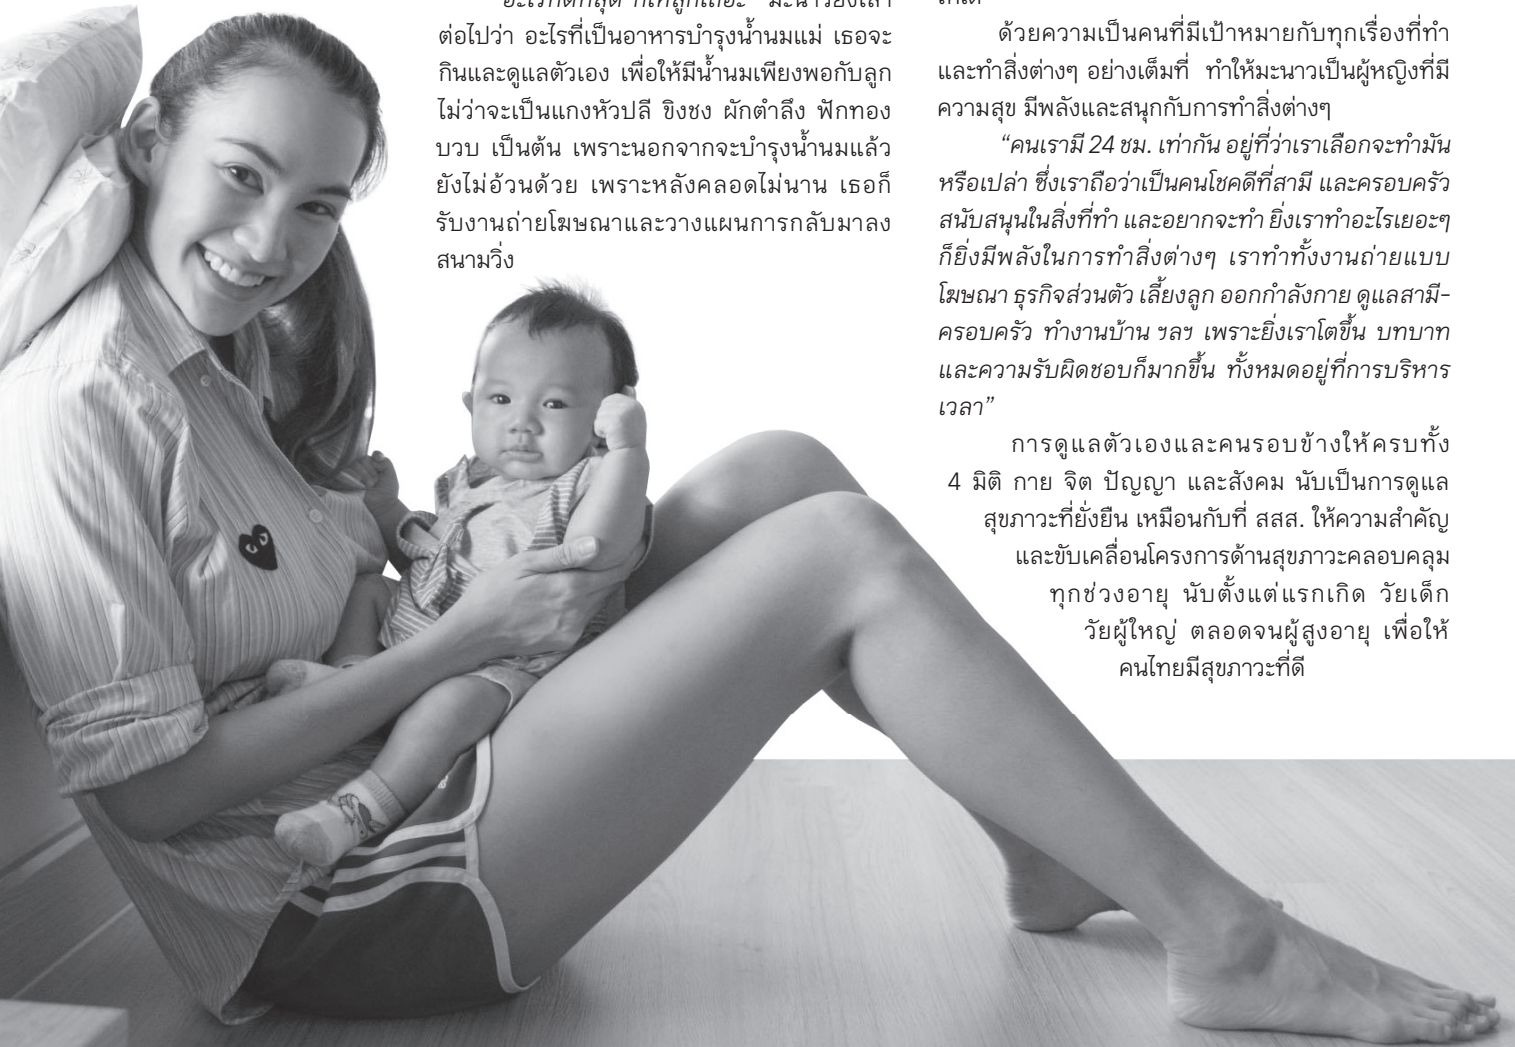 ต่อไปว่า อะไรที่เป็นอาหารบำรุงน้ำนมแม่ เธอจะ
กินและดูแลตัวเอง เพื่อให้มีน้ำนมเพียงพอกับลูก
ไม่ว่าจะเป็นแกงหัวปลี ขิงชง ผักตำลึง ฟักทอง
บวบ เป็นต้น เพราะนอกจากจะบำรุงน้ำนมแล้ว
ยังไม่อ้วนด้วย เพราะหลังคลอดไม่นาน เธอก็
รับงานถ่ายโฆษณาและวางแผนการกลับมาลง
สนามวิ่ง
ด้วยความเป็นคนที่มีเป้าหมายกับทุกเรื่องที่ทำ
และทำสิ่งต่างๆ อย่างเต็มที่ ทำให้มะนาวเป็นผู้หญิงที่มี
ความสุข มีพลังและสนุกกับการทำสิ่งต่างๆ
“คนเรามี 24 ชม. เท่ากัน อยู่ที่ว่าเราเลือกจะทำมัน
หรือเปล่า ซึ่งเราถือว่าเป็นคนโชคดีที่สามี และครอบครัว
สนับสนุนในสิ่งที่ทำ และอยากจะทำ ยิ่งเราทำอะไรเยอะๆ
ก็ยิ่งมีพลังในการทำสิ่งต่างๆ เราทำทั้งงานถ่ายแบบ
โฆษณา ธุรกิจส่วนตัว เลี้ยงลูก ออกกำลังกาย ดูแลสามี-
ครอบครัว ทำงานบ้าน ฯลฯ เพราะยิ่งเราโตขึ้น บทบาท
และความรับผิดชอบก็มากขึ้น ทั้งหมดอยู่ที่การบริหาร
เวลา”
การดูแลตัวเองและคนรอบข้างให้ครบทั้ง
4 มิติ กาย จิต ปัญญา และสังคม นับเป็นการดูแล
สุขภาวะที่ยั่งยืน เหมือนกับที่ สสส. ให้ความสำคัญ
และขับเคลื่อนโครงการด้านสุขภาวะคลอบคลุม
ทุกช่วงอายุ นับตั้งแต่แรกเกิด วัยเด็ก
วัยผู้ใหญ่ ตลอดจนผู้สูงอายุ เพื่อให้
คนไทยมีสุขภาวะที่ดี